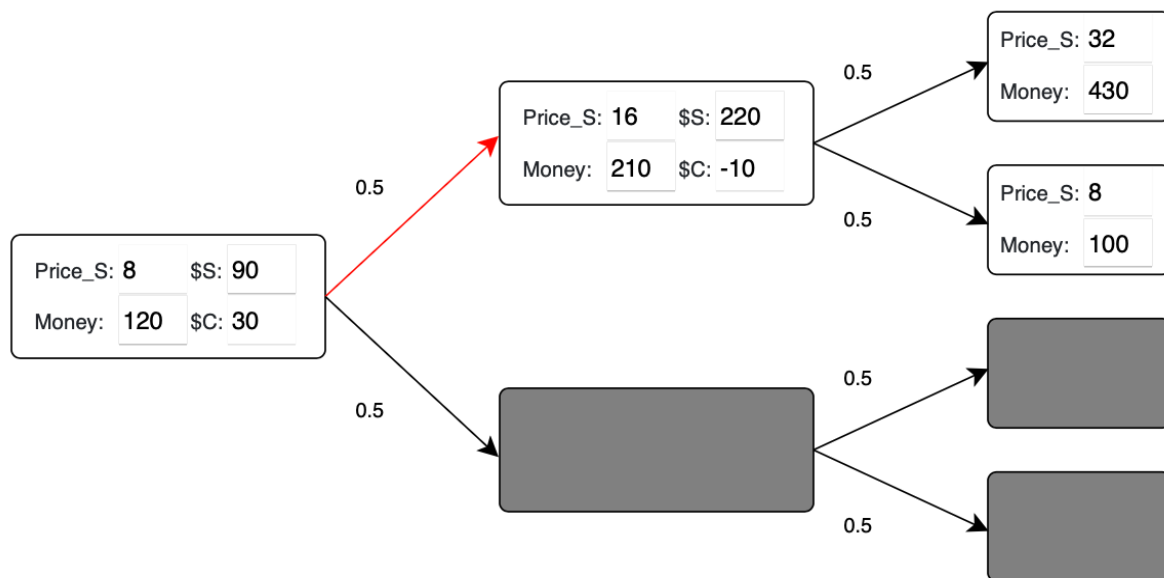 Price_S: 8 $S: 90
Money: 120 $C: 30
0.5
0.5
Price_S: 16 $S: 220
Money: 210 $C: -10
0.5
0.5
Price_S: 32
Money: 430
Price_S: 8
Money: 100
0.5
0.5